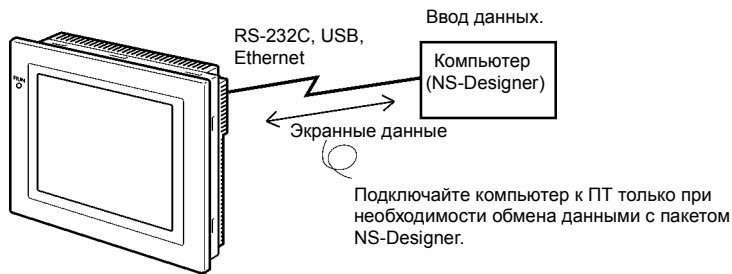 Ввод данных.
RS-232C, USB,
Ethernet
Компьютер
(NS-Designer)
RUN
Экранные данные
Подключайте компьютер к ПТ только при
необходимости обмена данными с пакетом
NS-Designer.